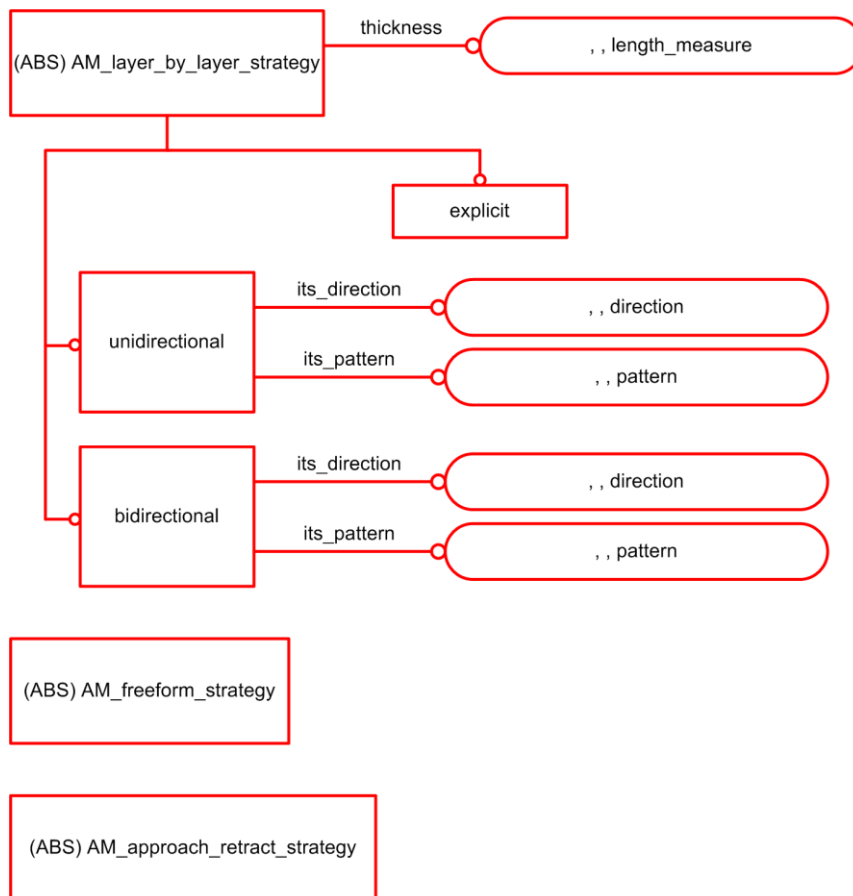 thickness
(ABS) AM_layer_by_layer_strategy
, , length_measure
explicit
its_direction
, , direction
unidirectional
its_pattern
, , pattern
its_direction
, , direction
bidirectional
its_pattern
, , pattern
(ABS) AM_freeform_strategy
(ABS) AM_approach_retract_strategy